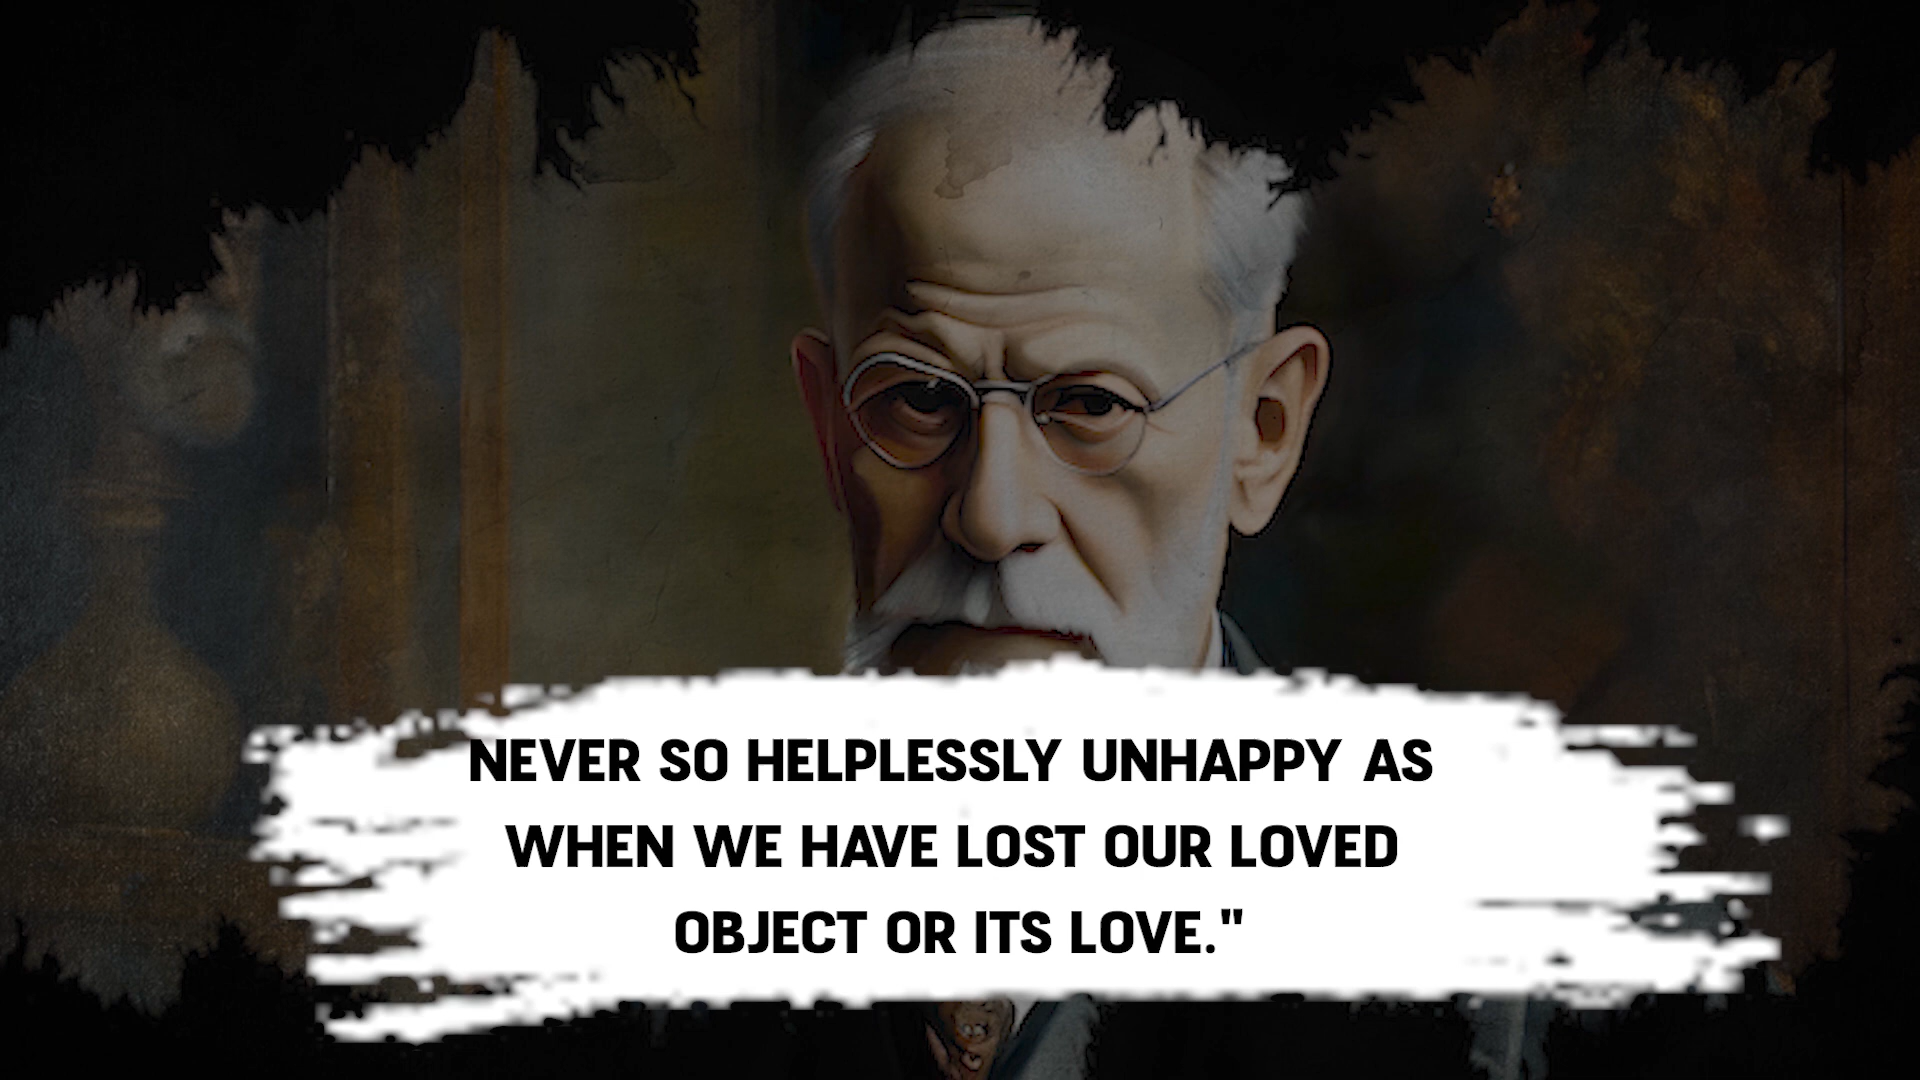 NEVER SO HELPLESSLY UNHAPPY AS
WHEN WE HAVE LOST OUR LOVED
OBJECT OR ITS LOVE."